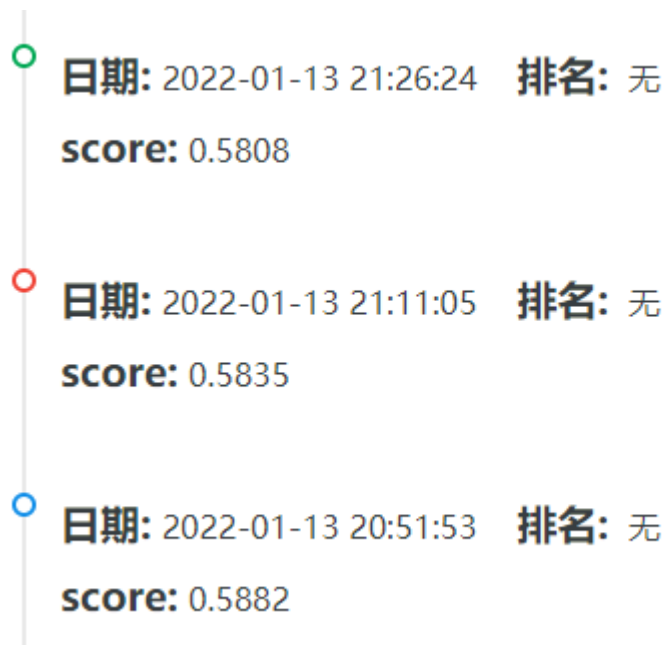 日期: 2022-01-13 21:26:24 排名: 无
score: 0.5808
日期: 2022-01-13 21:11:05 排名: 无
score: 0.5835
日期: 2022-01-13 20:51:53 排名: 无
score: 0.5882